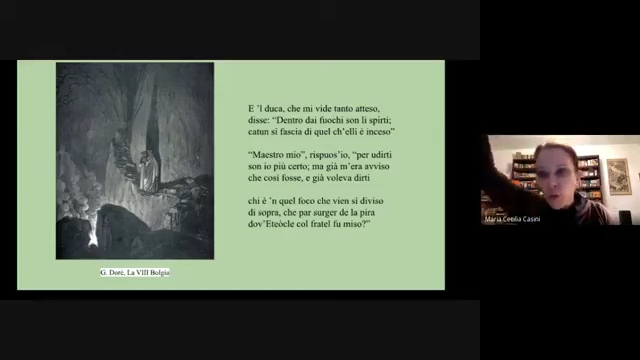 E 'l duca, che mi vide tanto atteso,
disse: “Dentro dai fuochi son li spirti;
catun si fascia di quel ch'elli è inceso”
“Maestro mio”, rispuos'io, “per udirti
son io più certo; ma già m'era avviso
che così fosse, e già voleva dirti
chi è 'n quel foco che vien sì diviso
di sopra, che par surger de la pira
dov'Eteòcle col fratel fu miso?”
G. Doré, La VIII Bolgia
Maria Cecilia Casini